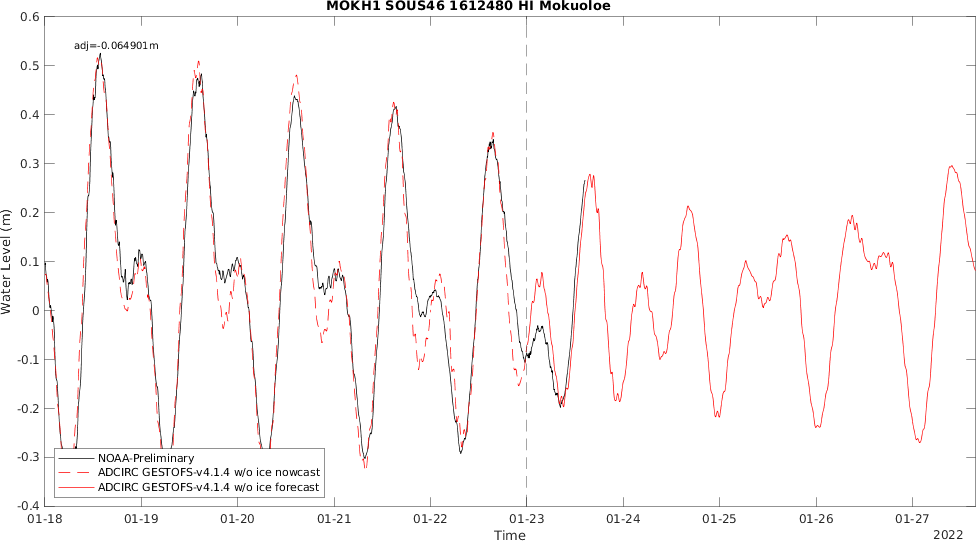 MOKH1 SOUS46 1612480 HI Mokuoloe
adj=-0.064901m
0.6
0.5
0.4
0.3
0.2
0.1
0
-0.1
-0.2
-0.3
-0.4
Water Level (m)
NOAA-Preliminary
ADCIRC GESTOFS-v4.1.4 w/o ice nowcast
ADCIRC GESTOFS-v4.1.4 w/o ice forecast
01-18 01-19 01-20 01-21 01-22 01-23 01-24 01-25 01-26 01-27
Time
2022